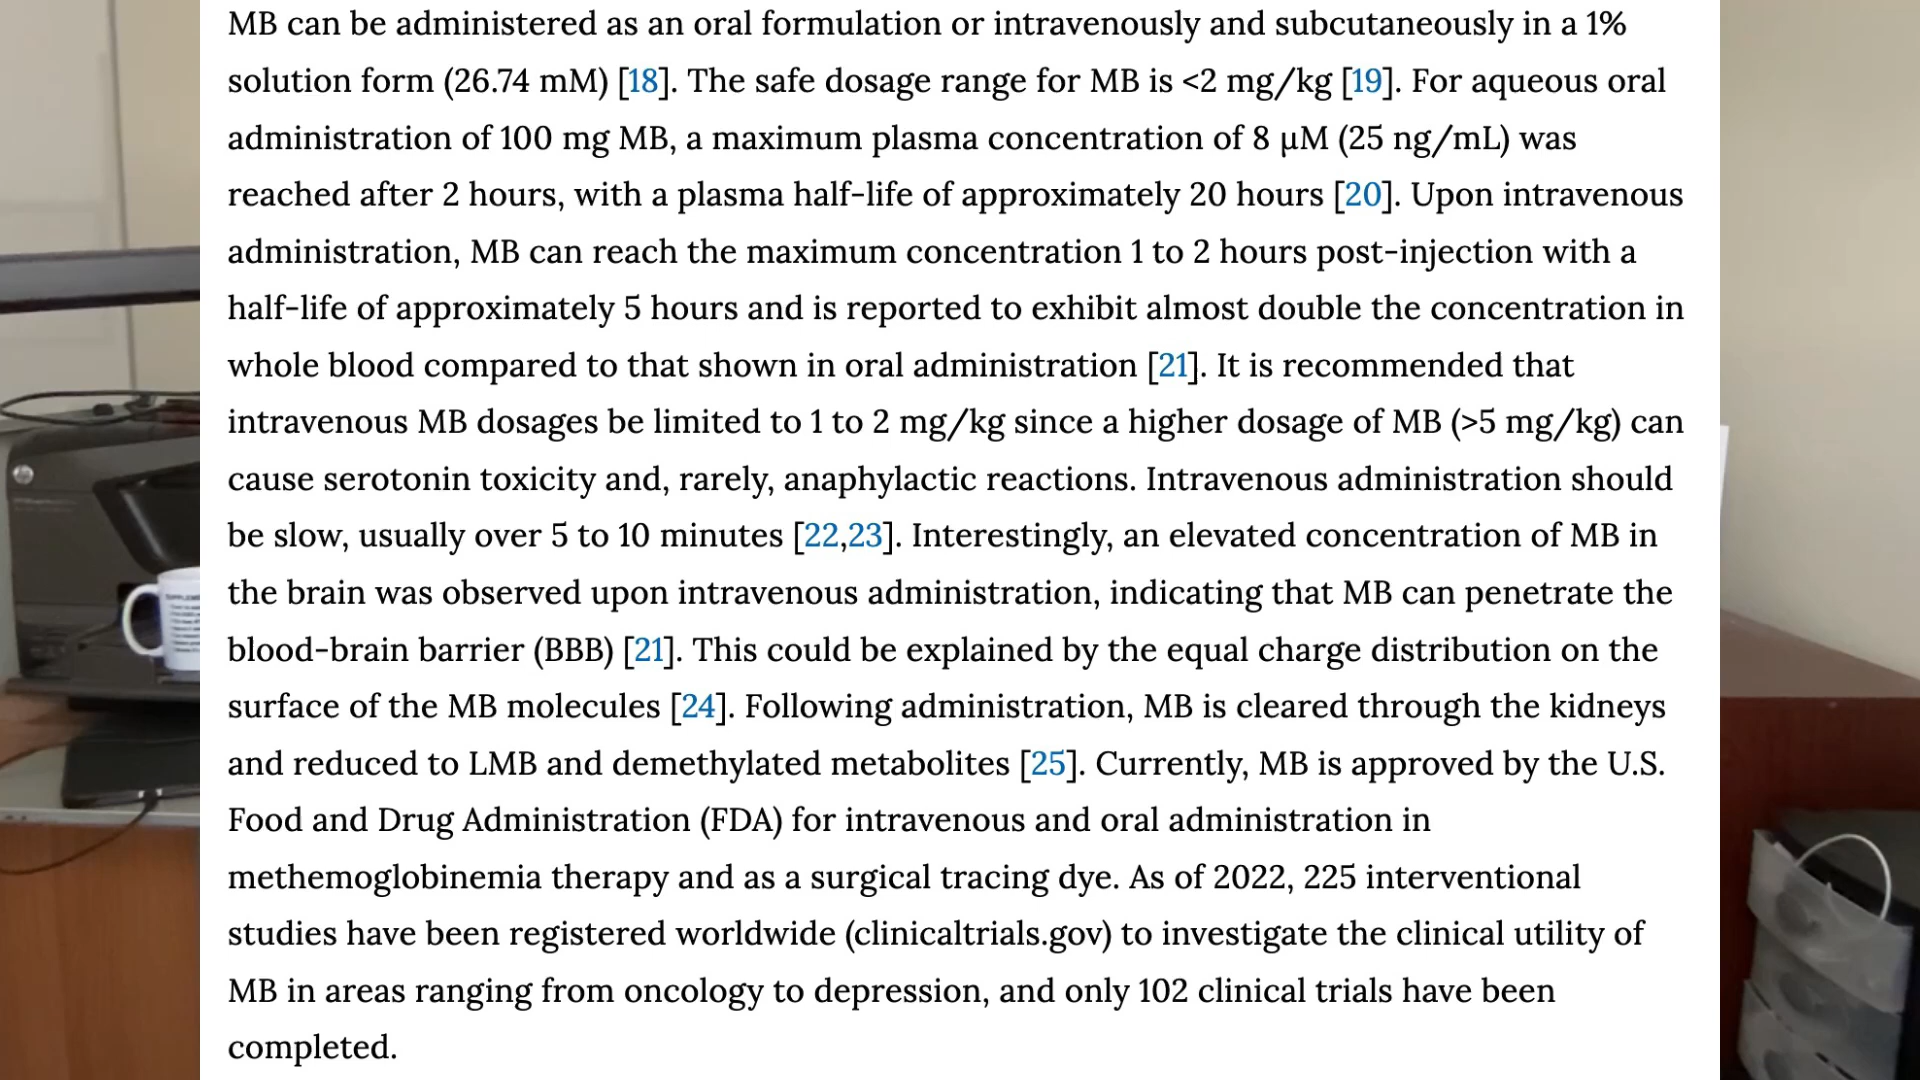 MB can be administered as an oral formulation or intravenously and subcutaneously in a 1%
solution form (26.74 mM) [18]. The safe dosage range for MB is <2 mg/kg [19]. For aqueous oral
administration of 100 mg MB, a maximum plasma concentration of 8 μM (25 ng/mL) was
reached after 2 hours, with a plasma half-life of approximately 20 hours [20]. Upon intravenous
administration, MB can reach the maximum concentration 1 to 2 hours post-injection with a
half-life of approximately 5 hours and is reported to exhibit almost double the concentration in
whole blood compared to that shown in oral administration [21]. It is recommended that
intravenous MB dosages be limited to 1 to 2 mg/kg since a higher dosage of MB (>5 mg/kg) can
cause serotonin toxicity and, rarely, anaphylactic reactions. Intravenous administration should
be slow, usually over 5 to 10 minutes [22,23]. Interestingly, an elevated concentration of MB in
the brain was observed upon intravenous administration, indicating that MB can penetrate the
blood-brain barrier (BBB) [21]. This could be explained by the equal charge distribution on the
surface of the MB molecules [24]. Following administration, MB is cleared through the kidneys
and reduced to LMB and demethylated metabolites [25]. Currently, MB is approved by the U.S.
Food and Drug Administration (FDA) for intravenous and oral administration in
methemoglobinemia therapy and as a surgical tracing dye. As of 2022, 225 interventional
studies have been registered worldwide (clinicaltrials.gov) to investigate the clinical utility of
MB in areas ranging from oncology to depression, and only 102 clinical trials have been
completed.